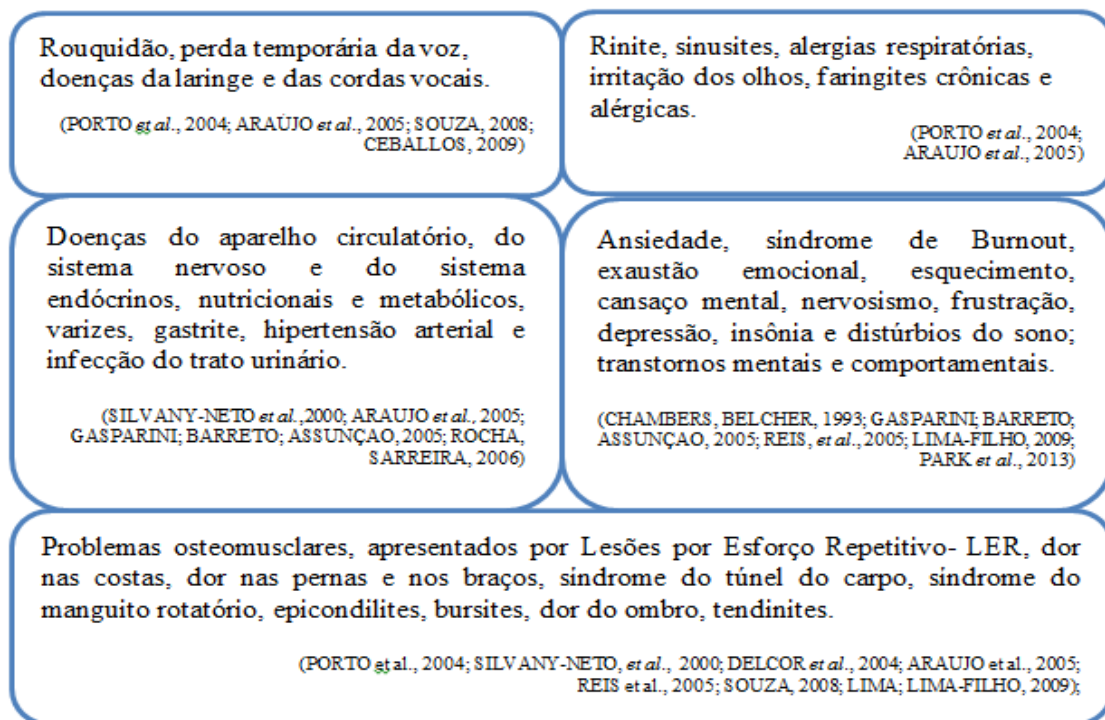 Rouquidão, perda temporária da voz,
doenças da laringe e das cordas vocais.
(PORTO et al., 2004; ARAÚJO et al., 2005; SOUZA, 2008;
CEBALLOS, 2009)
Rinite, sinusites, alergias respiratórias,
irritação dos olhos, faringites crônicas e
alérgicas.
(PORTO et al., 2004;
ARAUJO et al., 2005)
Doenças do aparelho circulatório, do
sistema nervoso e do sistema
endócrinos, nutricionais e metabólicos,
varizes, gastrite, hipertensão arterial e
infecção do trato urinário.
(SILVANY-NETO et al.,2000; ARAUJO et al., 2005;
GASPARINI; BARRETO; ASSUNÇAO, 2005; ROCHA,
SARREIRA, 2006)
Ansiedade, síndrome de Burnout,
exaustão emocional, esquecimento,
cansaço mental, nervosismo, frustração,
depressão, insônia e distúrbios do sono;
transtornos mentais e comportamentais.
(CHAMBERS, BELCHER, 1993; GASPARINI; BARRETO;
ASSUNÇAO, 2005; REIS, et al., 2005; LIMA-FILHO, 2009;
PARK et al., 2013)
Problemas osteomusclares, apresentados por Lesões por Esforço Repetitivo- LER, dor
nas costas, dor nas pernas e nos braços, síndrome do túnel do carpo, síndrome do
manguito rotatório, epicondilites, bursites, dor do ombro, tendinites.
(PORTO et al., 2004; SILVANY-NETO, et al., 2000; DELCOR et al., 2004; ARAUJO et al., 2005;
REIS et al., 2005; SOUZA, 2008; LIMA; LIMA-FILHO, 2009);